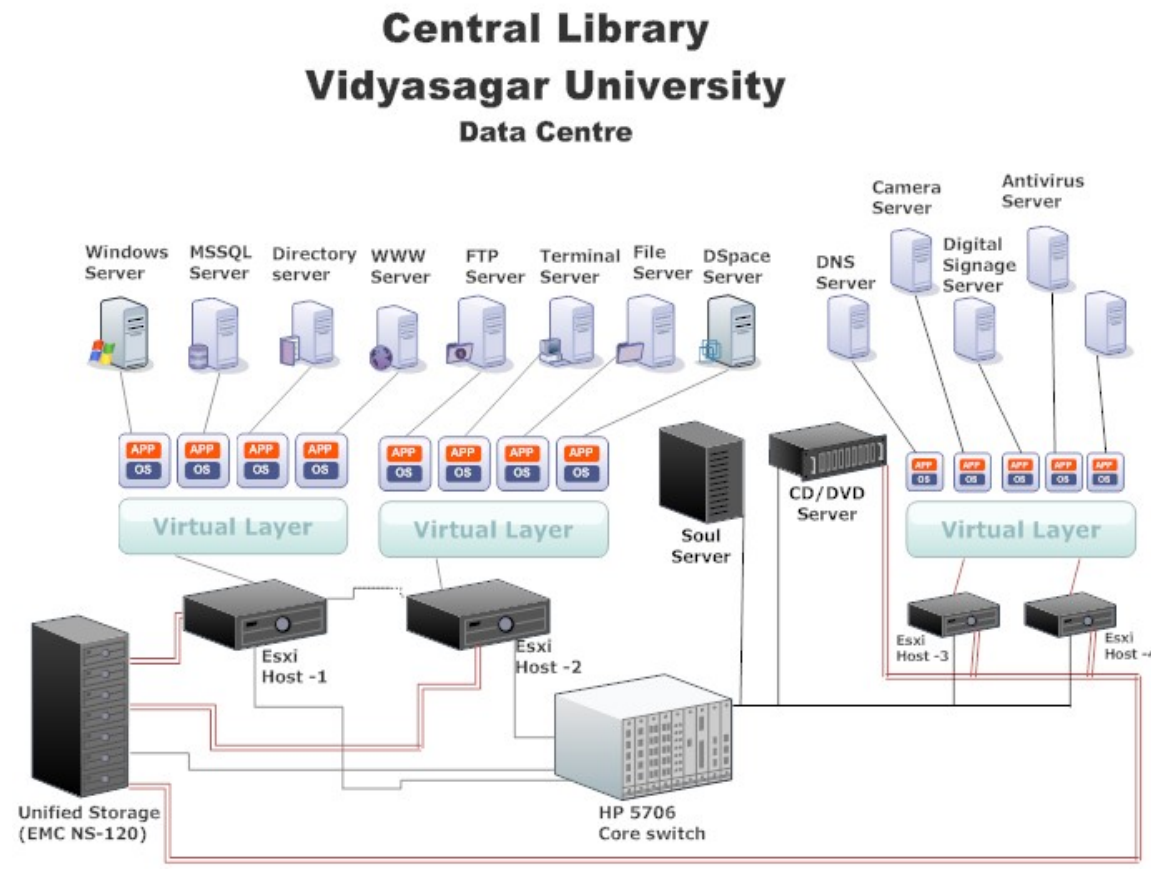 Central Library
Vidyasagar University
Data Centre
Camera
Server
Antivirus
Server
Windows
Server
MSSQL
Server
Directory
server
WWW
Server
FTP
Server
Terminal
Server
File
Server
DSpace
Server
DNS
Server
Digital
Signage
Server
APP
OS
APP
OS
APP
OS
APP
OS
APP
OS
APP
OS
APP
OS
APP
OS
APP
OS
APP
OS
APP
OS
APP
OS
APP
OS
Virtual Layer
Virtual Layer
Virtual Layer
Soul
Server
CD/DVD
Server
Esxi
Host -1
Esxi
Host -2
Esxi
Host -3
Esxi
Host -4
Unified Storage
(EMC NS-120)
HP 5706
Core switch